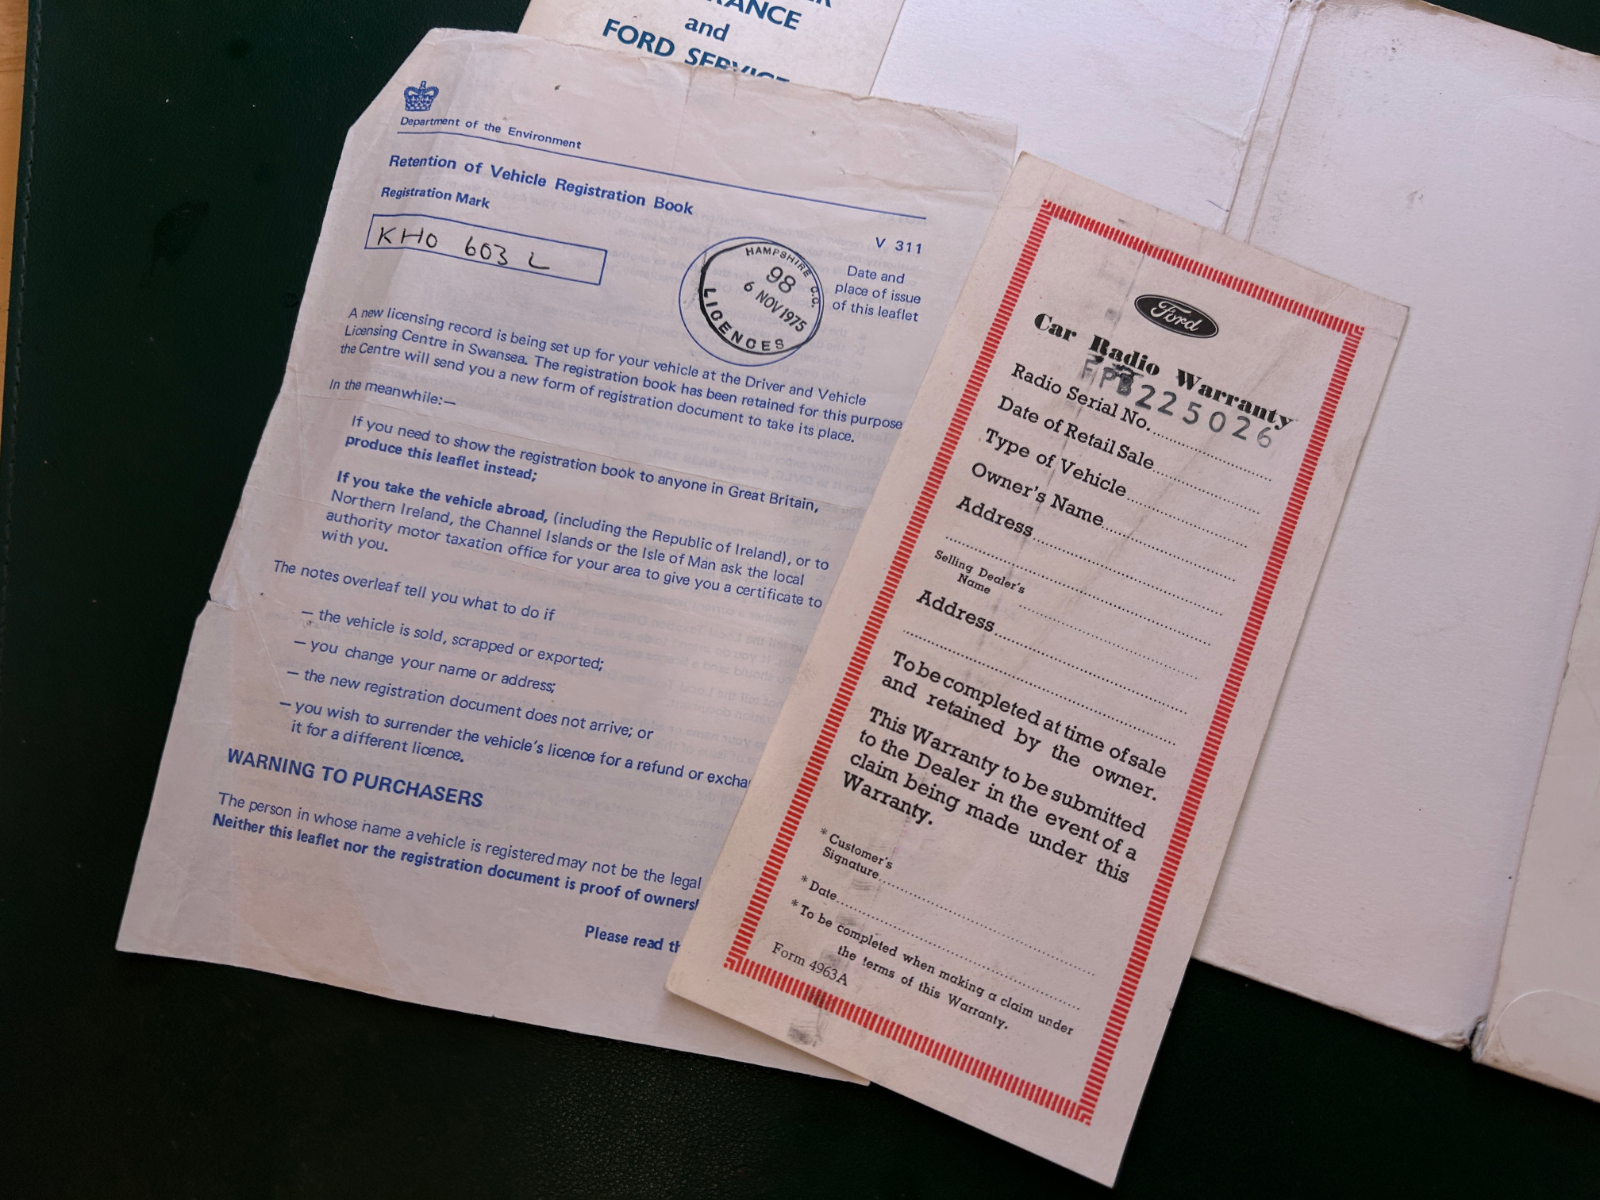 RANCE
and
FORD SERVICE
Department of the Environment
Retention of Vehicle Registration Book
Registration Mark
KHO 603 L
V 311
HAMPSHIRE C.C.
98
6 NOV 1975
LICENCES
Date and
place of issue
of this leaflet
A new licensing record is being set up for your vehicle at the Driver and Vehicle
Licensing Centre in Swansea. The registration book has been retained for this purpose
the Centre will send you a new form of registration document to take its place.
In the meanwhile:—
If you need to show the registration book to anyone in Great Britain,
produce this leaflet instead;
If you take the vehicle abroad, (including the Republic of Ireland), or to
Northern Ireland, the Channel Islands or the Isle of Man ask the local
authority motor taxation office for your area to give you a certificate to
with you.
The notes overleaf tell you what to do if
— the vehicle is sold, scrapped or exported;
— you change your name or address;
— the new registration document does not arrive; or
— you wish to surrender the vehicle's licence for a refund or excha
it for a different licence.
WARNING TO PURCHASERS
The person in whose name a vehicle is registered may not be the legal
Neither this leaflet nor the registration document is proof of owners
Please read th
Ford
Car Radio Warranty
Radio Serial No. 225026
Date of Retail Sale
Type of Vehicle
Owner's Name
Address
Selling Dealer's
Name
Address
To be completed at time of sale
and retained by the owner.
This Warranty to be submitted
to the Dealer in the event of a
claim being made under this
Warranty.
* Customer's
Signature
* Date
* To be completed when making a claim under
the terms of this Warranty.
Form 4963A